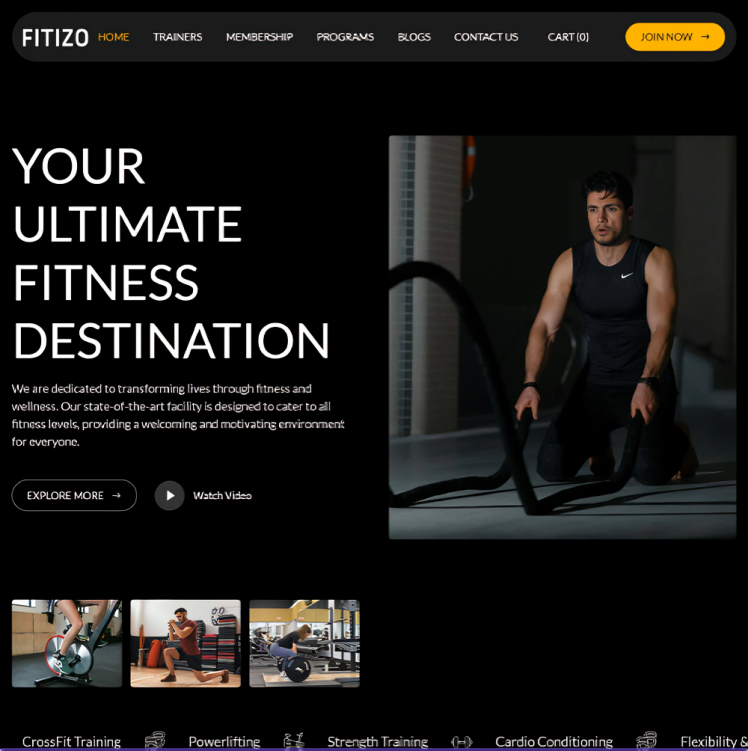 FITIZO HOME TRAINERS MEMBERSHIP PROGRAMS BLOGS CONTACT US CART (0) JOIN NOW →
YOUR
ULTIMATE
FITNESS
DESTINATION
We are dedicated to transforming lives through fitness and
wellness. Our state-of-the-art facility is designed to cater to all
fitness levels, providing a welcoming and motivating environment
for everyone.
EXPLORE MORE → Watch Video
CrossFit Training Powerlifting Strength Training Cardio Conditioning Flexibility &